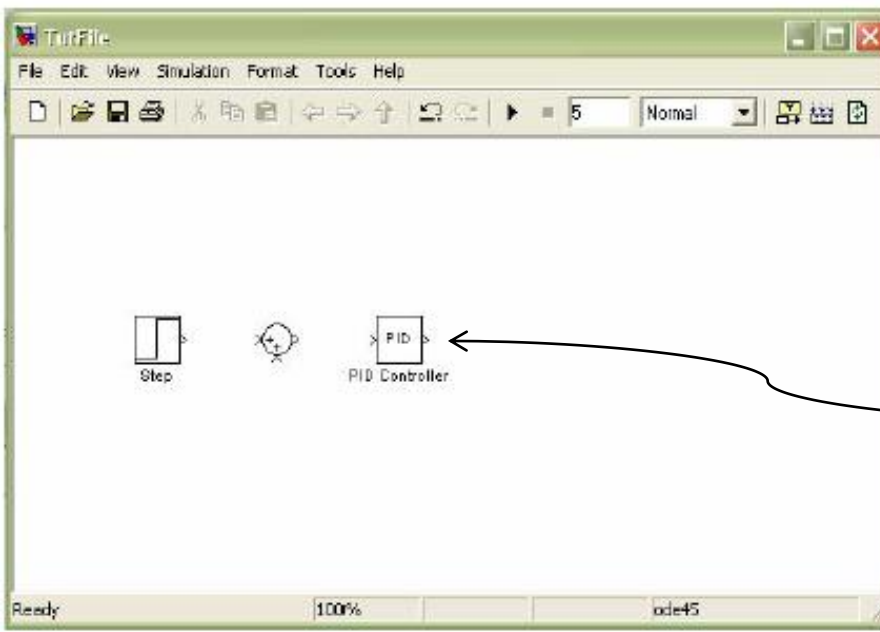 TutFile
File Edit View Simulation Format Tools Help
5 Normal
PID
Step PID Controller
Ready 100% ode45